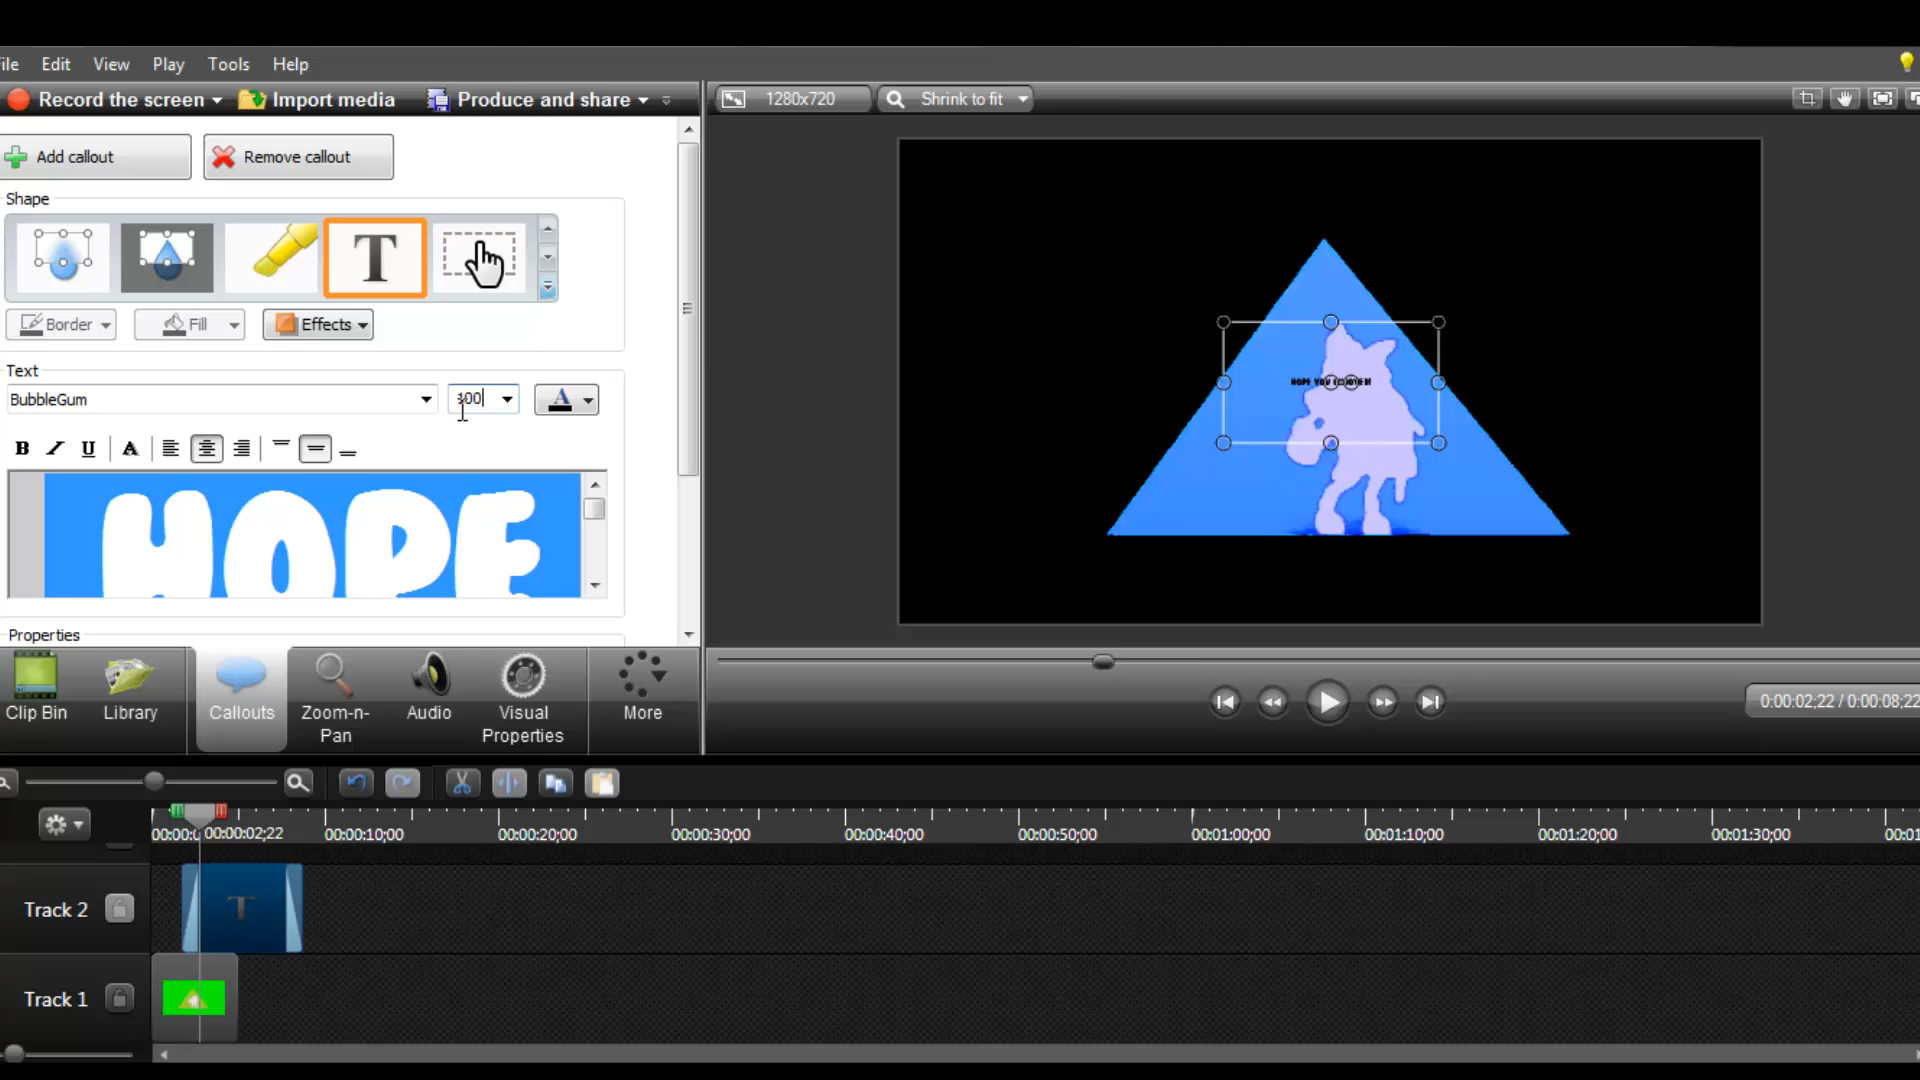 ile Edit View Play Tools Help
Record the screen Import media Produce and share 1280x720 Shrink to fit
Add callout Remove callout
Shape
T
Border Fill Effects
Text
BubbleGum 100 A
B I U A
HOPE
HOPE YOU
Properties
Clip Bin Library Callouts Zoom-n-Pan Audio Visual Properties More
0:00:02;22 / 0:00:08;22
00:00:0 00:00:02;22 00:00:10;00 00:00:20;00 00:00:30;00 00:00:40;00 00:00:50;00 00:01:00;00 00:01:10;00 00:01:20;00 00:01:30;00 00:01
Track 2 T
Track 1